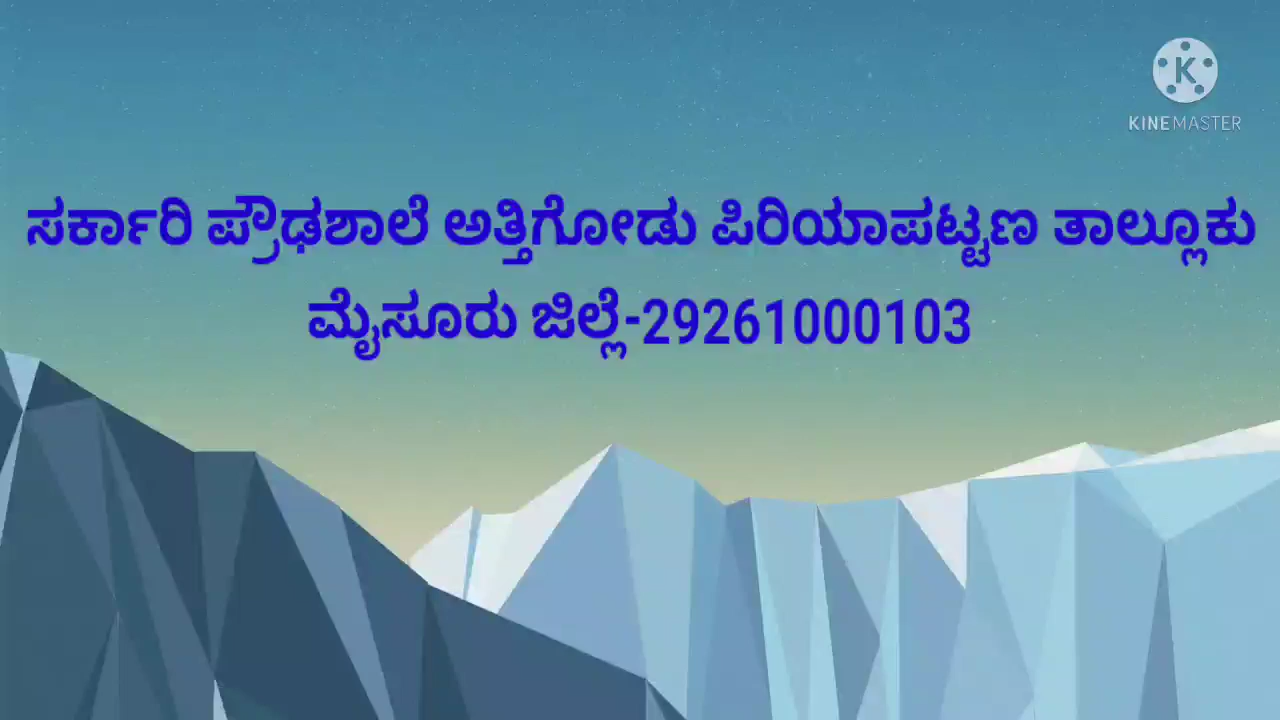 K
KINEMASTER
ಸರ್ಕಾರಿ ಪ್ರೌಢಶಾಲೆ ಅತ್ತಿಗೋಡು ಪಿರಿಯಾಪಟ್ಟಣ ತಾಲ್ಲೂಕು
ಮೈಸೂರು ಜಿಲ್ಲೆ-29261000103